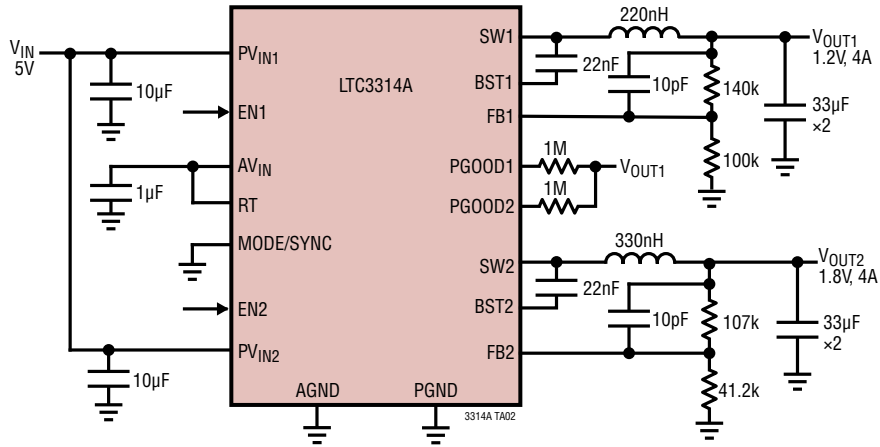 V_IN
5V
10µF
1µF
10µF
PV_IN1
EN1
AV_IN
RT
MODE/SYNC
EN2
PV_IN2
LTC3314A
AGND
PGND
SW1
BST1
FB1
PGOOD1
PGOOD2
SW2
BST2
FB2
3314A TA02
220nH
22nF
10pF
140k
100k
V_OUT1
1.2V, 4A
33µF
×2
1M
1M
V_OUT1
330nH
22nF
10pF
107k
41.2k
V_OUT2
1.8V, 4A
33µF
×2